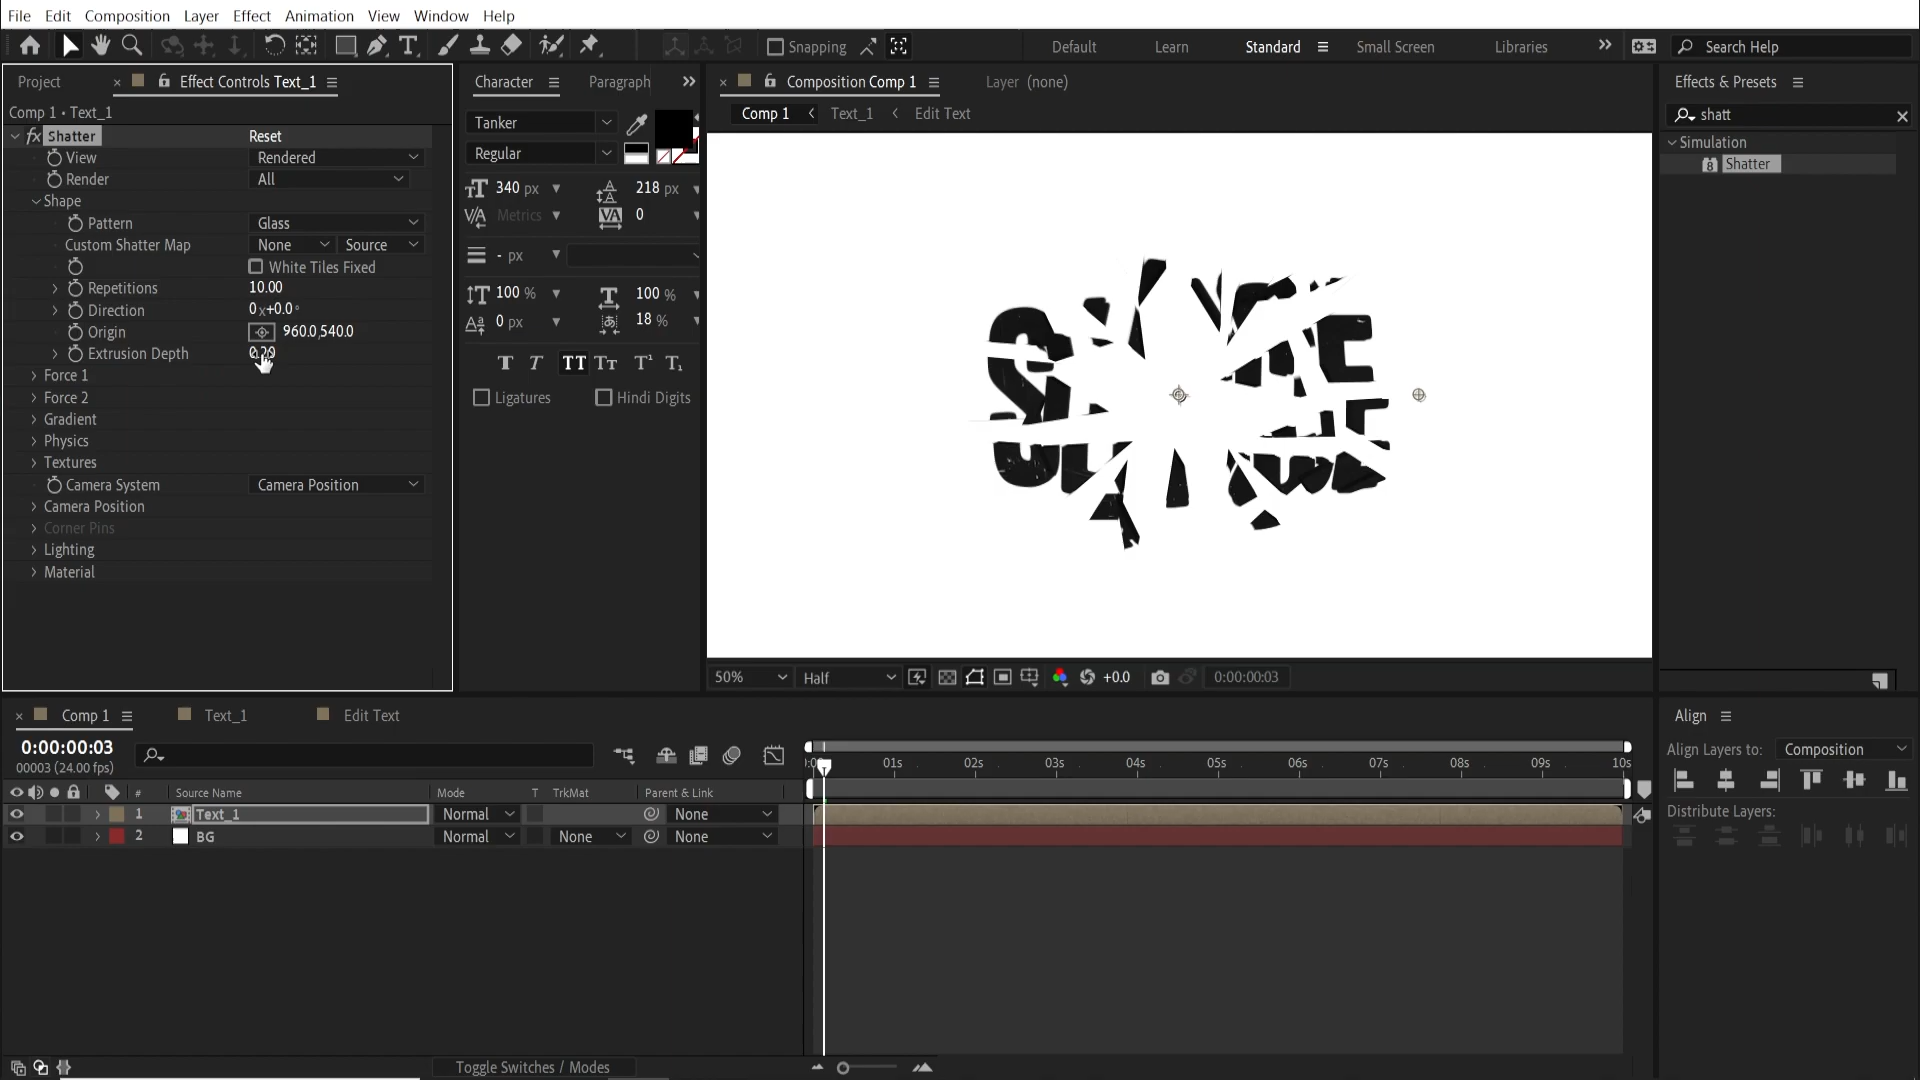 File Edit Composition Layer Effect Animation View Window Help
Snapping Default Learn Standard Small Screen Libraries Search Help
Project Effect Controls Text_1
Comp 1 • Text_1
fx Shatter Reset
View Rendered
Render All
Shape
Pattern Glass
Custom Shatter Map None Source
White Tiles Fixed
Repetitions 10.00
Direction 0x+0.0°
Origin 960.0,540.0
Extrusion Depth 0.20
Force 1
Force 2
Gradient
Physics
Textures
Camera System Camera Position
Camera Position
Corner Pins
Lighting
Material
Character Paragraph
Tanker
Regular
340 px 218 px
Metrics 0
- px
100 % 100 %
0 px 18 %
Ligatures Hindi Digits
Composition Comp 1 Layer (none)
Comp 1 Text_1 Edit Text
50% Half +0.0 0:00:00:03
Effects & Presets
shatt
Simulation
Shatter
Comp 1 Text_1 Edit Text
0:00:00:03
00003 (24.00 fps)
# Source Name Mode T TrkMat Parent & Link
1 Text_1 Normal None
2 BG Normal None None
01s 02s 03s 04s 05s 06s 07s 08s 09s 10s
Toggle Switches / Modes
Align
Align Layers to: Composition
Distribute Layers: